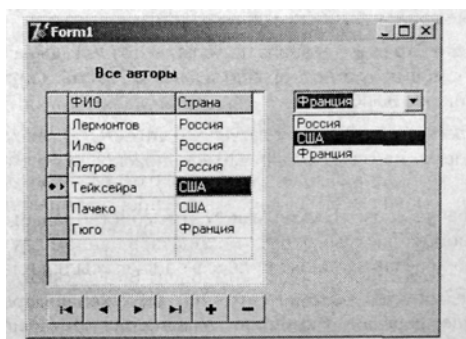 Form1
Все авторы
ФИО Страна
Лермонтов Россия
Ильф Россия
Петров Россия
Тейксейра США
Пачеко США
Гюго Франция
Франция
Россия
США
Франция